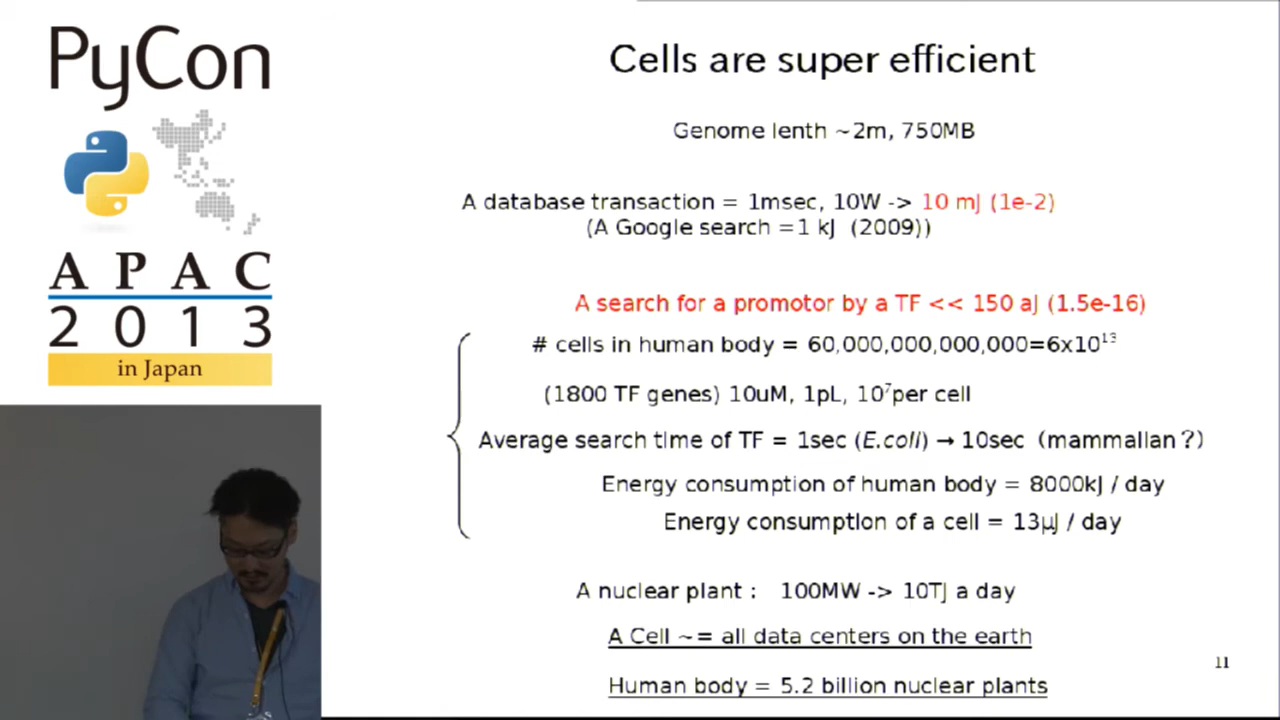 PyCon
APAC
2013
in Japan
Cells are super efficient
Genome lenth ~2m, 750MB
A database transaction = 1msec, 10W -> 10 mJ (1e-2)
(A Google search =1 kJ (2009))
A search for a promotor by a TF << 150 aJ (1.5e-16)
# cells in human body = 60,000,000,000,000=6x10¹³
(1800 TF genes) 10uM, 1pL, 10⁷per cell
Average search time of TF = 1sec (E.coli) → 10sec (mammalian？)
Energy consumption of human body = 8000kJ / day
Energy consumption of a cell = 13μJ / day
A nuclear plant : 100MW -> 10TJ a day
A Cell ~= all data centers on the earth
Human body = 5.2 billion nuclear plants
11